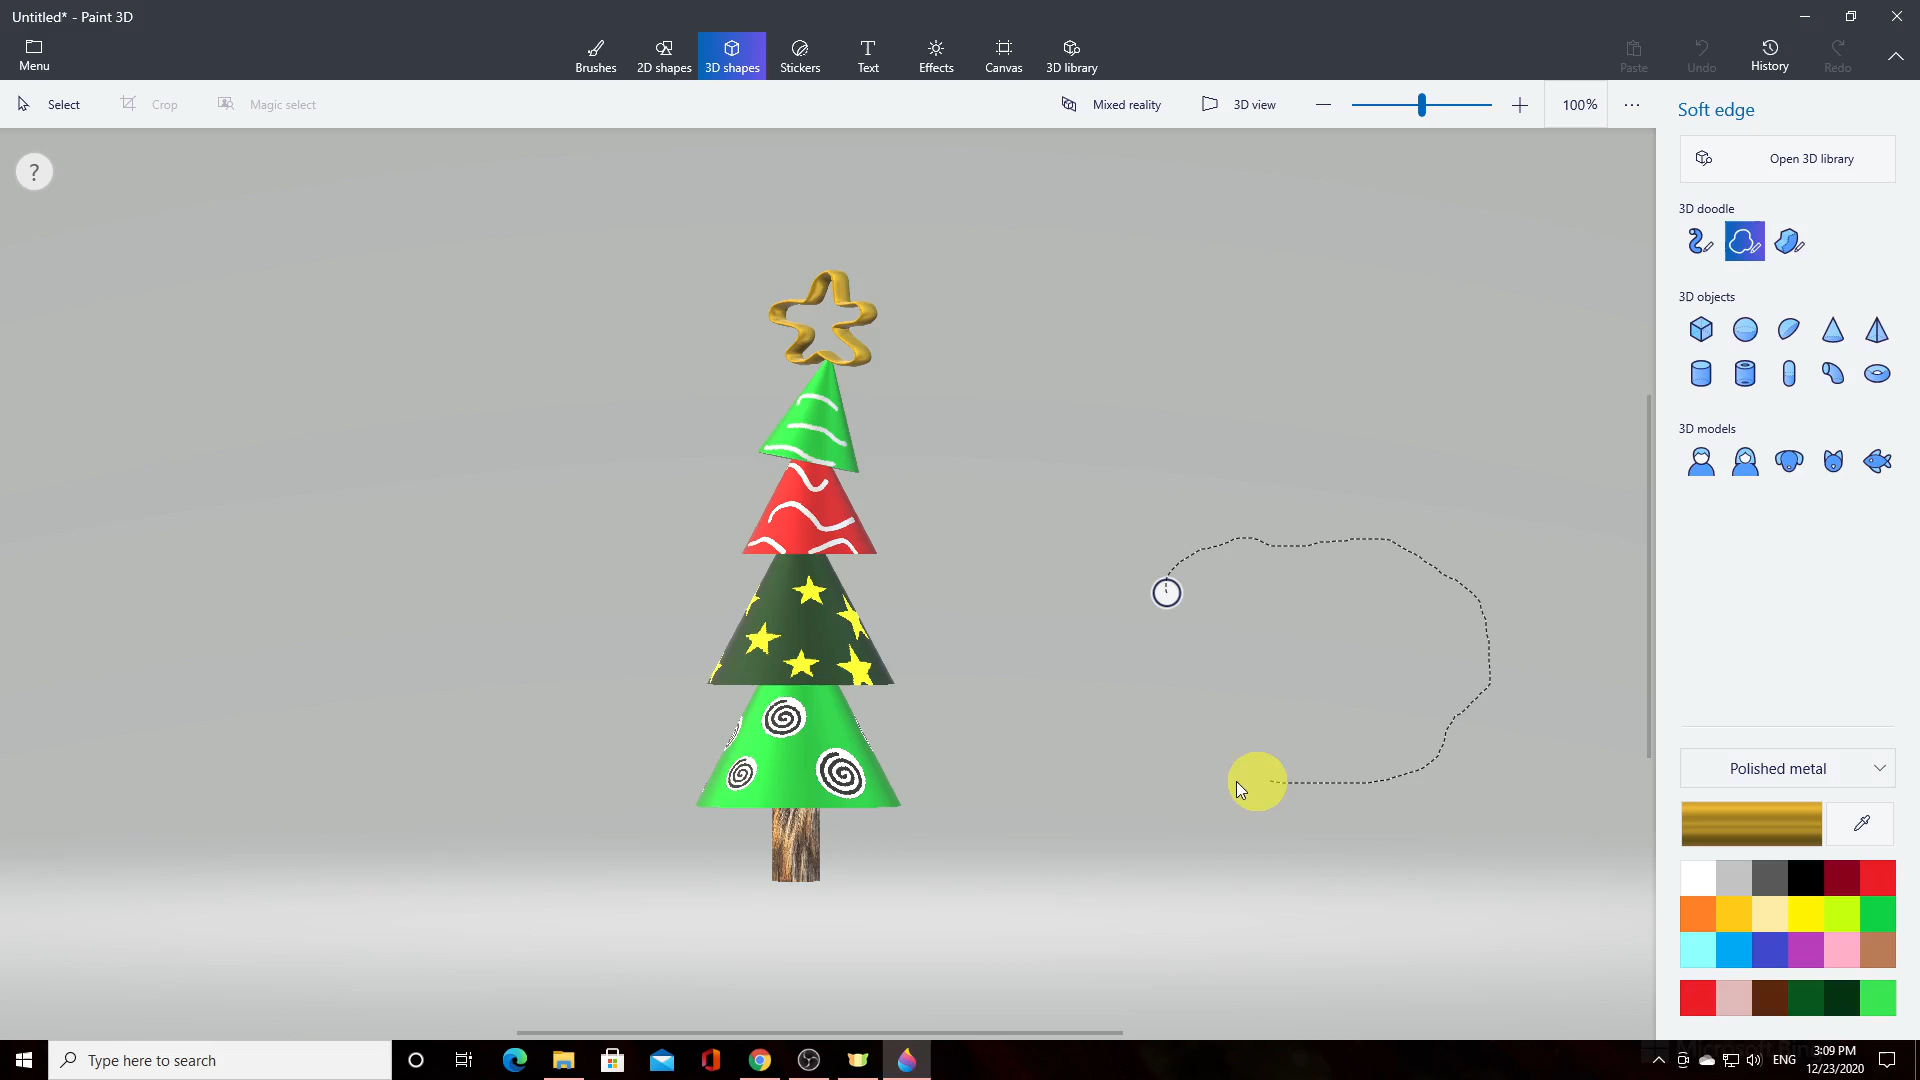 Untitled* - Paint 3D
Menu
Brushes
2D shapes
3D shapes
Stickers
Text
Effects
Canvas
3D library
Paste
Undo
History
Redo
Select
Crop
Magic select
Mixed reality
3D view
100%
Soft edge
?
Open 3D library
3D doodle
3D objects
3D models
Polished metal
Type here to search
Microsoft Bing
ENG
3:09 PM
12/23/2020